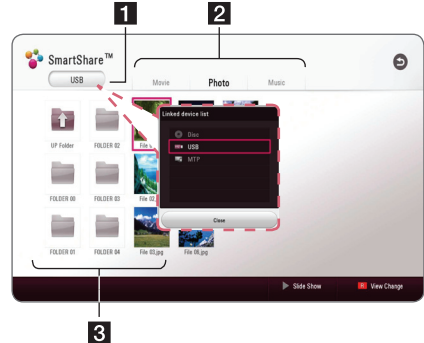 1
2
SmartShare™
USB
Movie
Photo
Music
Linked device list
Disc
USB
MTP
Close
UP Folder
FOLDER 02
FOLDER 00
FOLDER 03
File 02.
FOLDER 01
FOLDER 04
File 03.jpg
File 08.jpg
Slide Show
R View Change
3